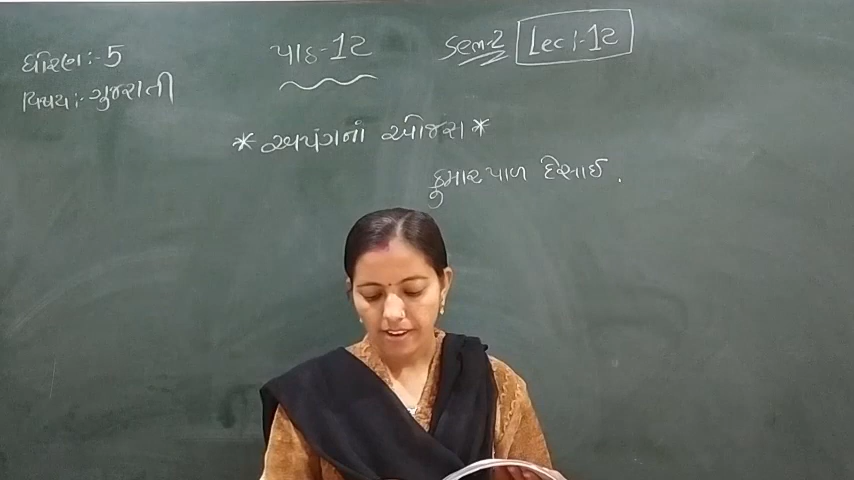 ધોરણ:-5
વિષય:-ગુજરાતી
પાઠ-12
Sem-2
Lec:-12
*અપંગનાં ઓજસ*
કુમારપાળ દેસાઈ.